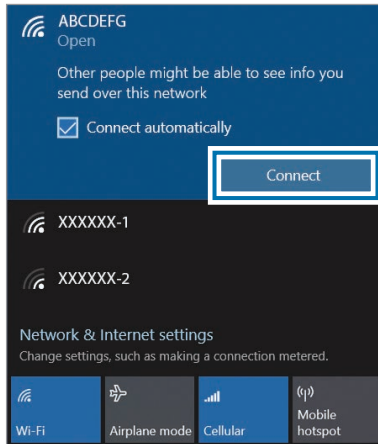 ABCDEFG
Open
Other people might be able to see info you
send over this network
Connect automatically
Connect
XXXXXX-1
XXXXXX-2
Network & Internet settings
Change settings, such as making a connection metered.
Wi-Fi
Airplane mode
Cellular
Mobile
hotspot